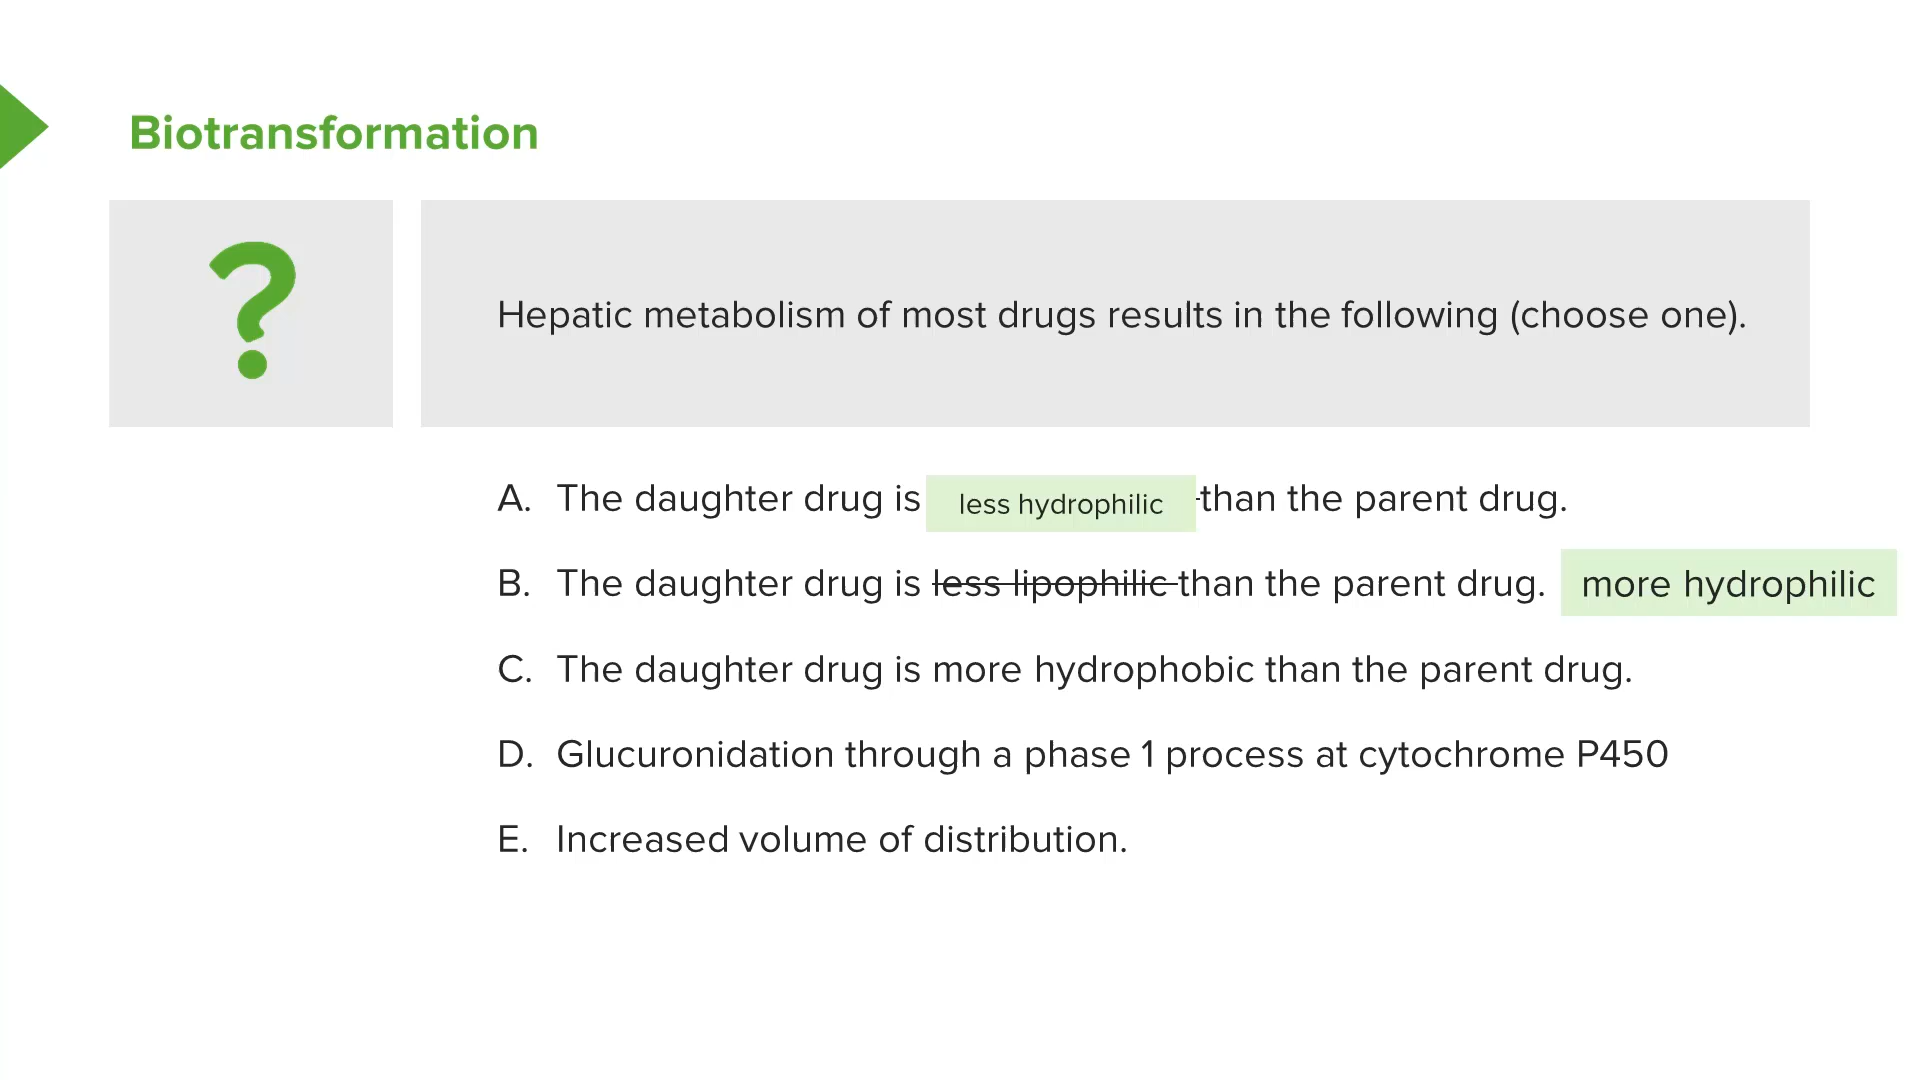 Biotransformation
?
Hepatic metabolism of most drugs results in the following (choose one).
A. The daughter drug is less hydrophilic than the parent drug.
B. The daughter drug is less lipophilic than the parent drug. more hydrophilic
C. The daughter drug is more hydrophobic than the parent drug.
D. Glucuronidation through a phase 1 process at cytochrome P450
E. Increased volume of distribution.